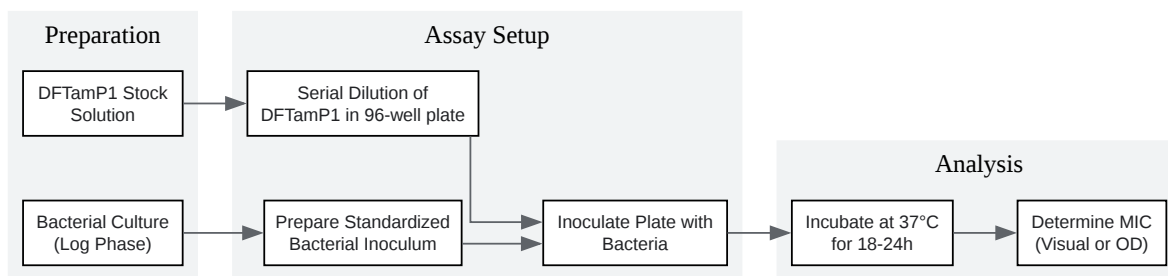 Preparation
DFTamP1 Stock
Solution
Bacterial Culture
(Log Phase)
Assay Setup
Serial Dilution of
DFTamP1 in 96-well plate
Prepare Standardized
Bacterial Inoculum
Inoculate Plate with
Bacteria
Analysis
Incubate at 37°C
for 18-24h
Determine MIC
(Visual or OD)